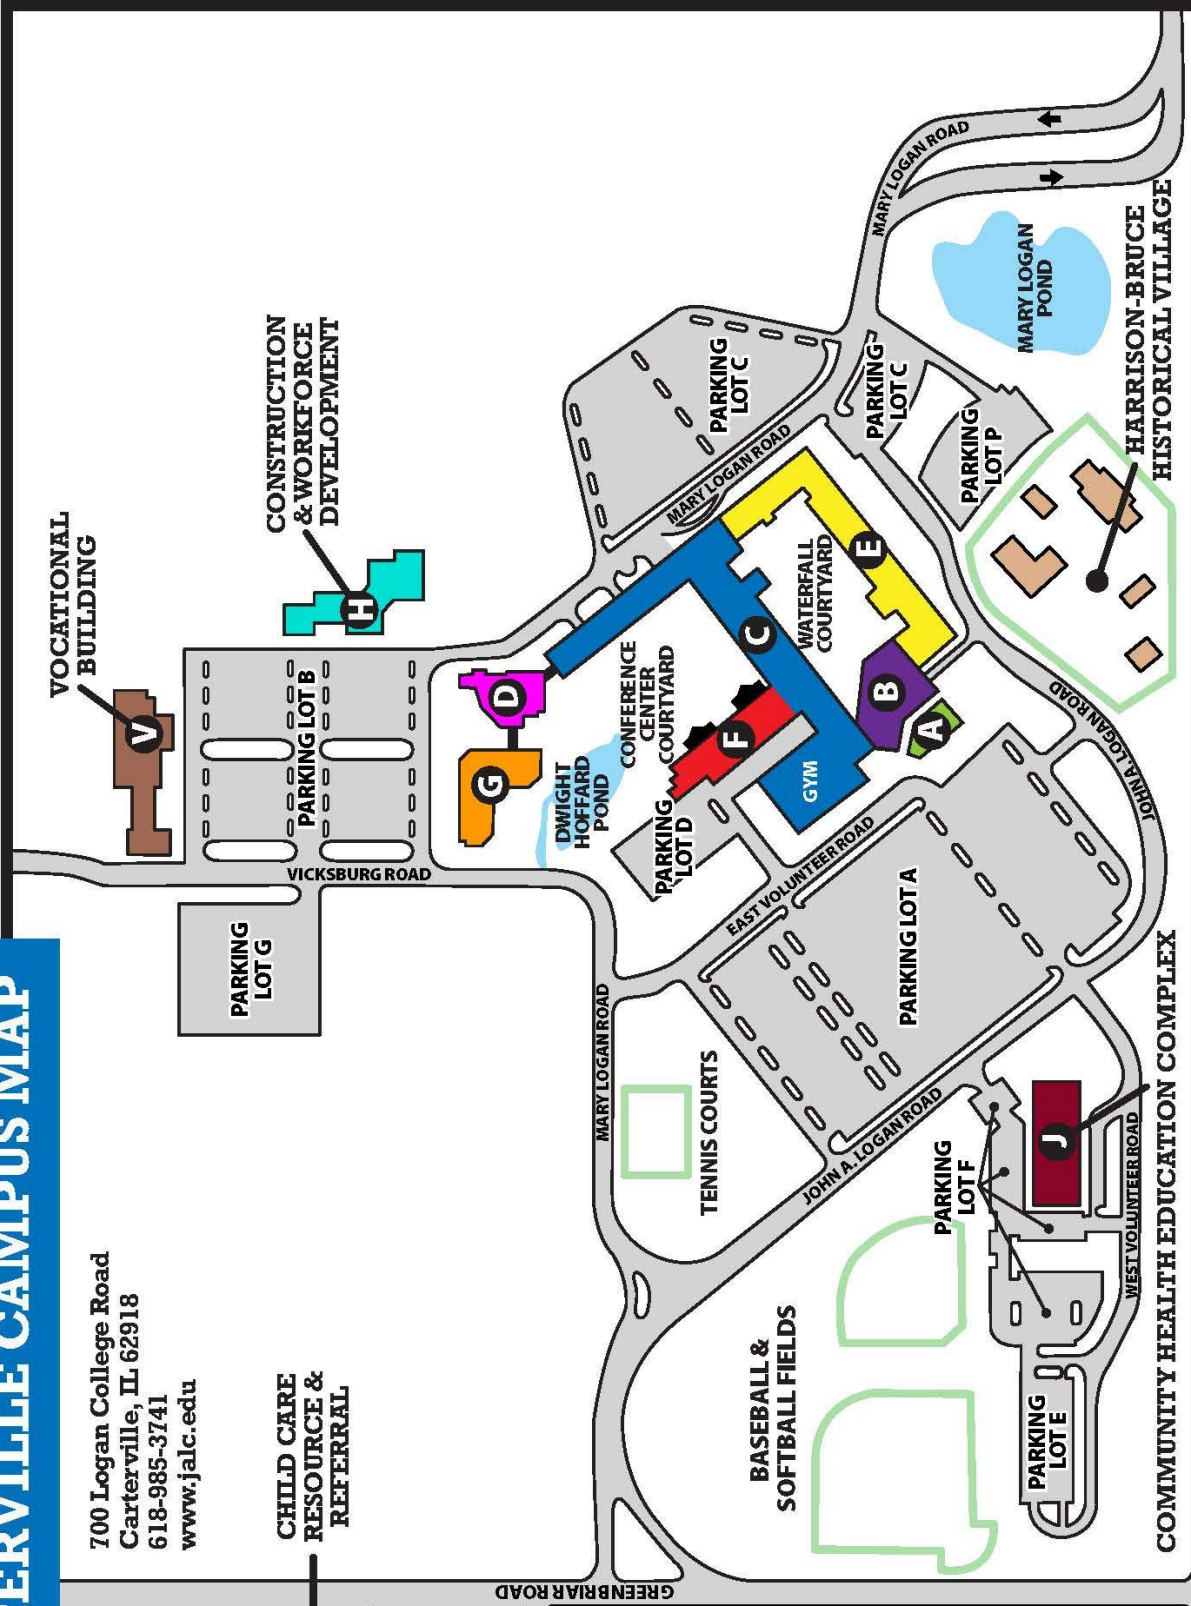 ERVILLE CAMPUS MAP
700 Logan College Road
Carterville, IL 62918
618-985-3741
www.jalc.edu
CHILD CARE
RESOURCE &
REFERRAL
GREENBRIAR ROAD
VOCATIONAL
BUILDING
V
CONSTRUCTION
& WORKFORCE
DEVELOPMENT
H
PARKING LOT B
PARKING
LOT G
VICKSBURG ROAD
D
G
DWIGHT
HOFFARD
POND
CONFERENCE
CENTER
COURTYARD
F
PARKING
LOT D
GYM
C
WATERFALL
COURTYARD
E
B
A
MARY LOGAN ROAD
PARKING
LOT C
PARKING
LOT C
PARKING
LOT P
MARY LOGAN ROAD
MARY LOGAN
POND
HARRISON-BRUCE
HISTORICAL VILLAGE
JOHN A. LOGAN ROAD
JOHN A. LOGAN ROAD
EAST VOLUNTEER ROAD
PARKING LOT A
MARY LOGAN ROAD
TENNIS COURTS
JOHN A. LOGAN ROAD
BASEBALL &
SOFTBALL FIELDS
PARKING
LOT F
J
WEST VOLUNTEER ROAD
PARKING
LOT E
COMMUNITY HEALTH EDUCATION COMPLEX